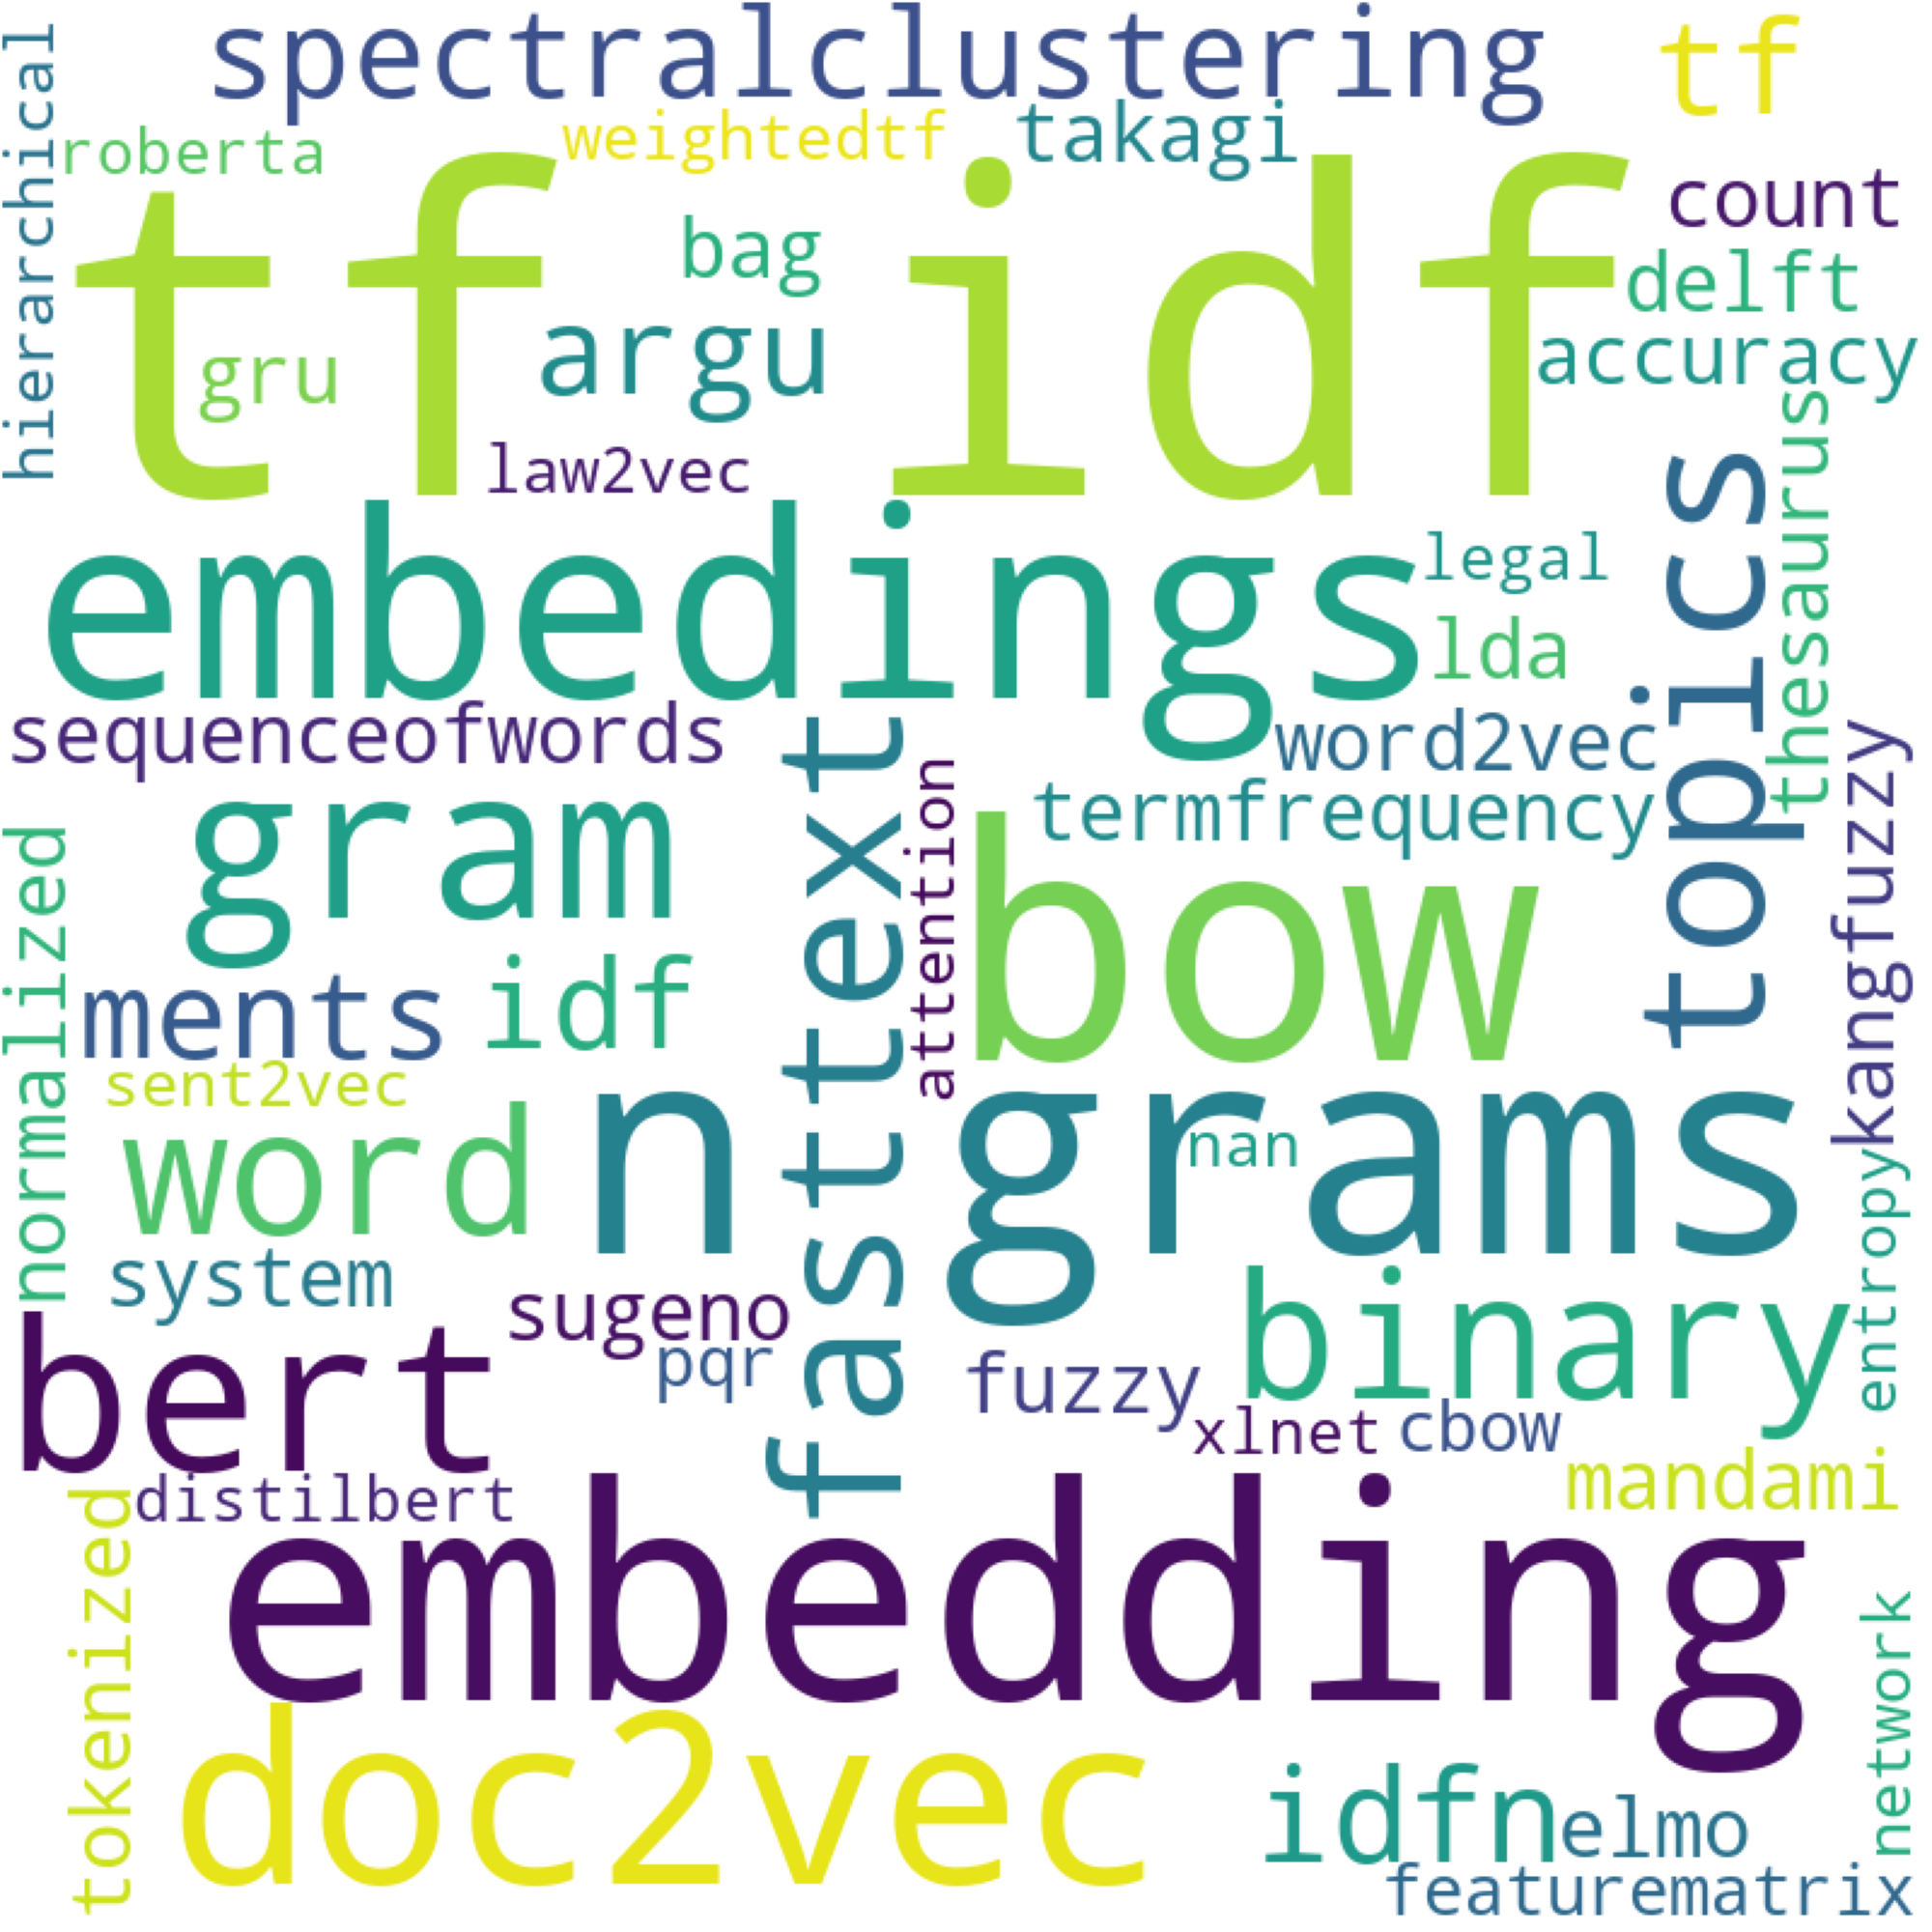 hierarchical
spectralclustering
tf
roberta
weightedtf
takagi
tf idf
count
bag
delft
gru
argu
accuracy
law2vec
thesaurus
embedings
legal
topics
lda
sequenceofwords
word2vec
fasttext
attention
termfrequency
kangfuzzy
gram
bow
normalized
ments
idf
sent2vec
word
n grams
nan
entropy
system
sugeno
binary
bert
pqr
fuzzy
xlnet
cbow
distilbert
mandami
tokenized
embedding
network
doc2vec
idfn
elmo
featurematrix